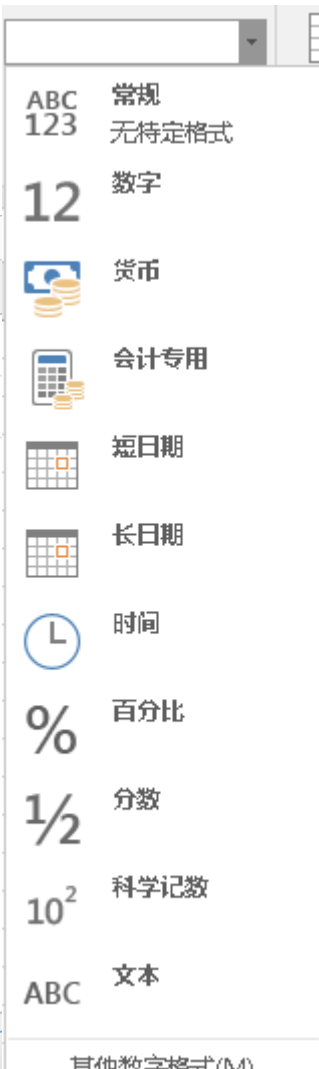 ABC
123
常规
无特定格式
12
数字
货币
会计专用
短日期
长日期
时间
%
百分比
½
分数
10²
科学记数
ABC
文本
其他数字格式(M)